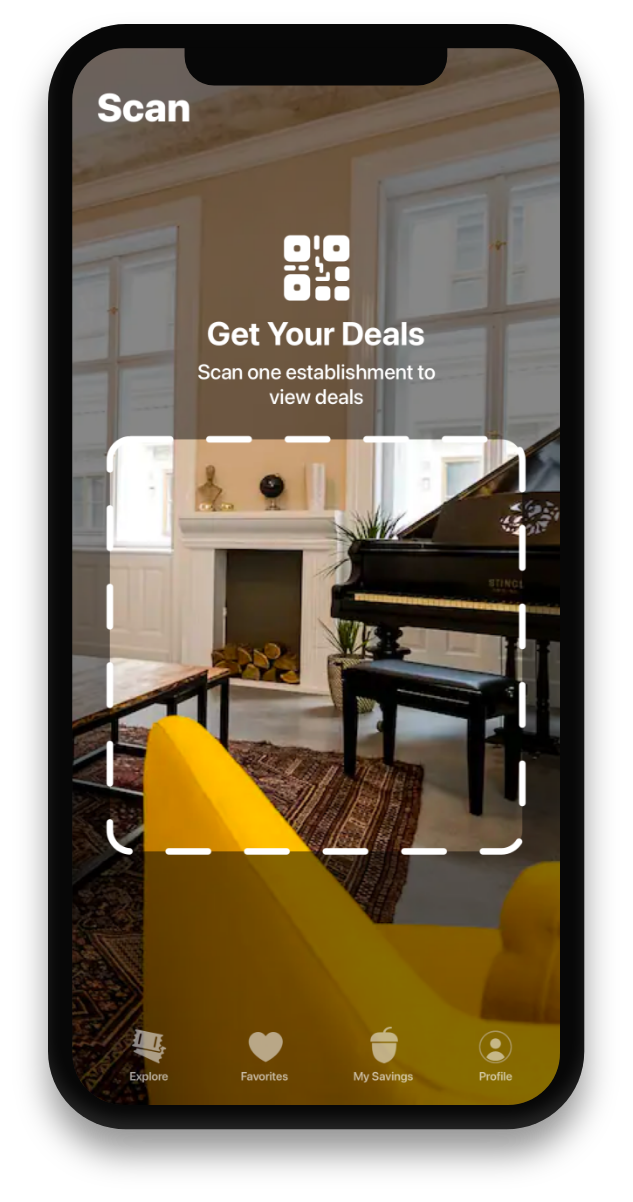 Scan
Get Your Deals
Scan one establishment to
view deals
Explore
Favorites
My Savings
Profile